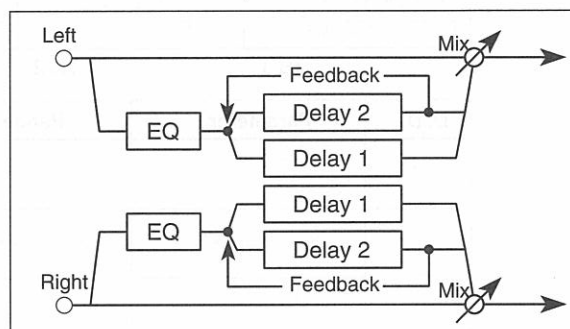 Left
Mix
Feedback
Delay 2
EQ
Delay 1
Delay 1
EQ
Delay 2
Feedback
Right
Mix